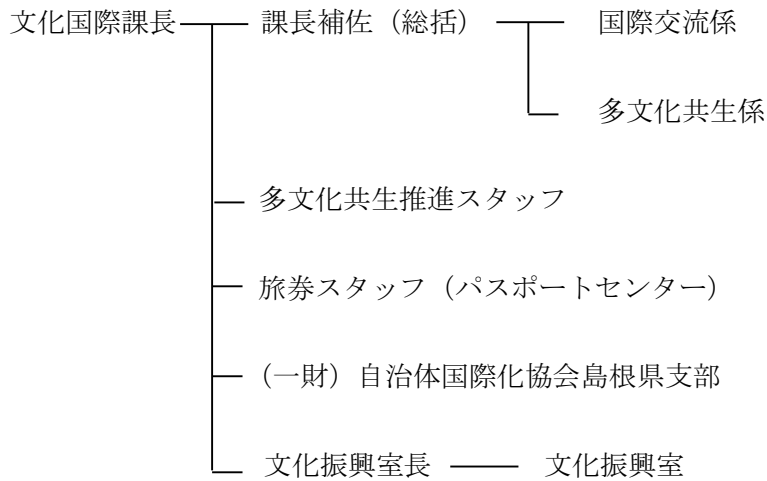 文化国際課長 課長補佐（総括） 国際交流係
多文化共生係
多文化共生推進スタッフ
旅券スタッフ（パスポートセンター）
（一財）自治体国際化協会島根県支部
文化振興室長 文化振興室